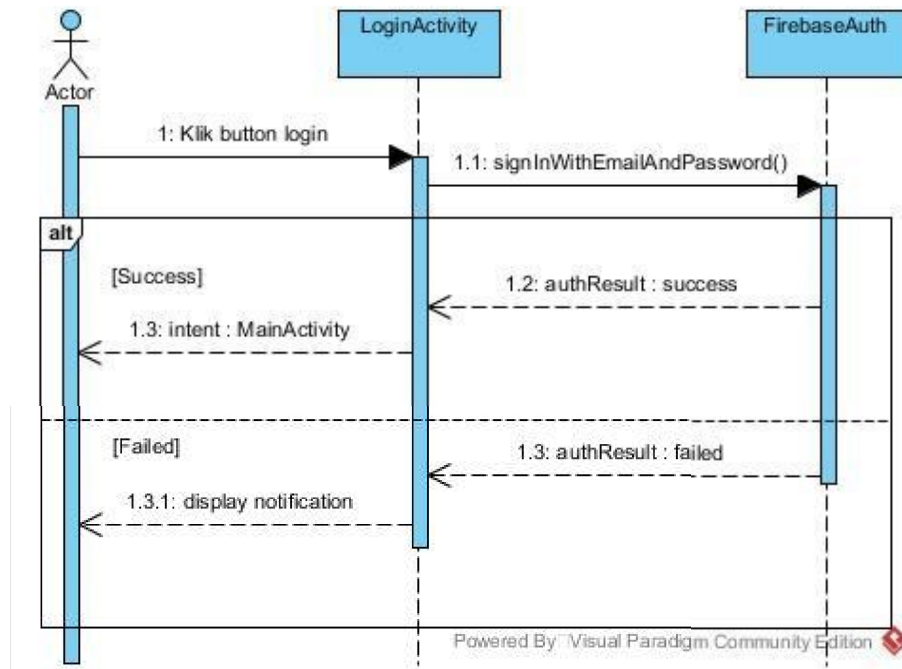 LoginActivity
FirebaseAuth
Actor
1: Klik button login
1.1: signInWithEmailAndPassword()
alt
[Success]
1.2: authResult : success
1.3: intent : MainActivity
[Failed]
1.3: authResult : failed
1.3.1: display notification
Powered By Visual Paradigm Community Edition